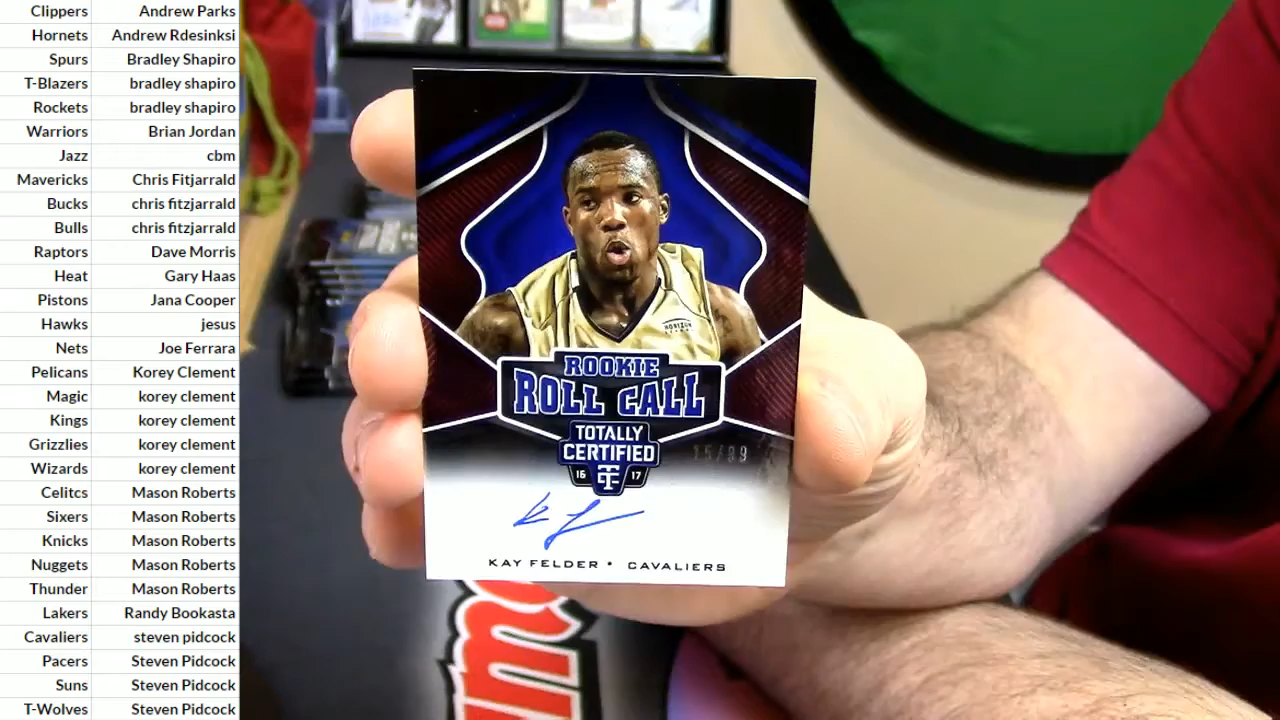 Clippers Andrew Parks
Hornets Andrew Rdesinksi
Spurs Bradley Shapiro
T-Blazers bradley shapiro
Rockets bradley shapiro
Warriors Brian Jordan
Jazz cbm
Mavericks Chris Fitjarrald
Bucks chris fitzjarrald
Bulls chris fitzjarrald
Raptors Dave Morris
Heat Gary Haas
Pistons Jana Cooper
Hawks jesus
Nets Joe Ferrara
Pelicans Korey Clement
Magic korey clement
Kings korey clement
Grizzlies korey clement
Wizards korey clement
Celitcs Mason Roberts
Sixers Mason Roberts
Knicks Mason Roberts
Nuggets Mason Roberts
Thunder Mason Roberts
Lakers Randy Bookasta
Cavaliers steven pidcock
Pacers Steven Pidcock
Suns Steven Pidcock
T-Wolves Steven Pidcock
HORIZON
ROOKIE
ROLL CALL
TOTALLY
CERTIFIED
16 17
KAY FELDER • CAVALIERS